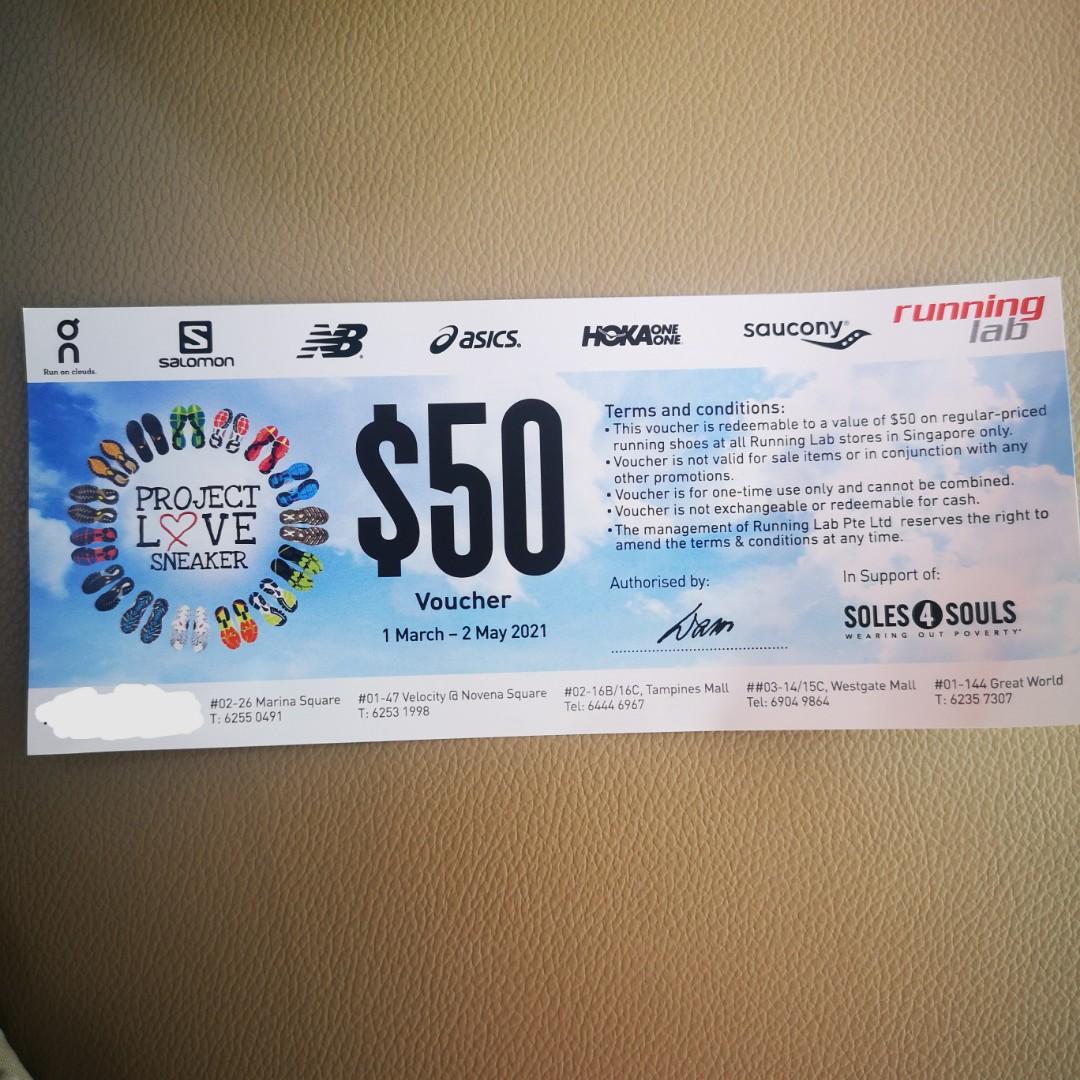 on
Run on clouds.
S
salomon
NB
asics.
HOKA ONE ONE
saucony®
running
lab
PROJECT
LOVE
SNEAKER
$50
Voucher
1 March – 2 May 2021
Terms and conditions:
• This voucher is redeemable to a value of $50 on regular-priced
running shoes at all Running Lab stores in Singapore only.
• Voucher is not valid for sale items or in conjunction with any
other promotions.
• Voucher is for one-time use only and cannot be combined.
• Voucher is not exchangeable or redeemable for cash.
• The management of Running Lab Pte Ltd reserves the right to
amend the terms & conditions at any time.
Authorised by:
In Support of:
SOLES 4 SOULS
WEARING OUT POVERTY
#02-26 Marina Square
T: 6255 0491
#01-47 Velocity @ Novena Square
T: 6253 1998
#02-16B/16C, Tampines Mall
Tel: 6444 6967
##03-14/15C, Westgate Mall
Tel: 6904 9864
#01-144 Great World
T: 6235 7307